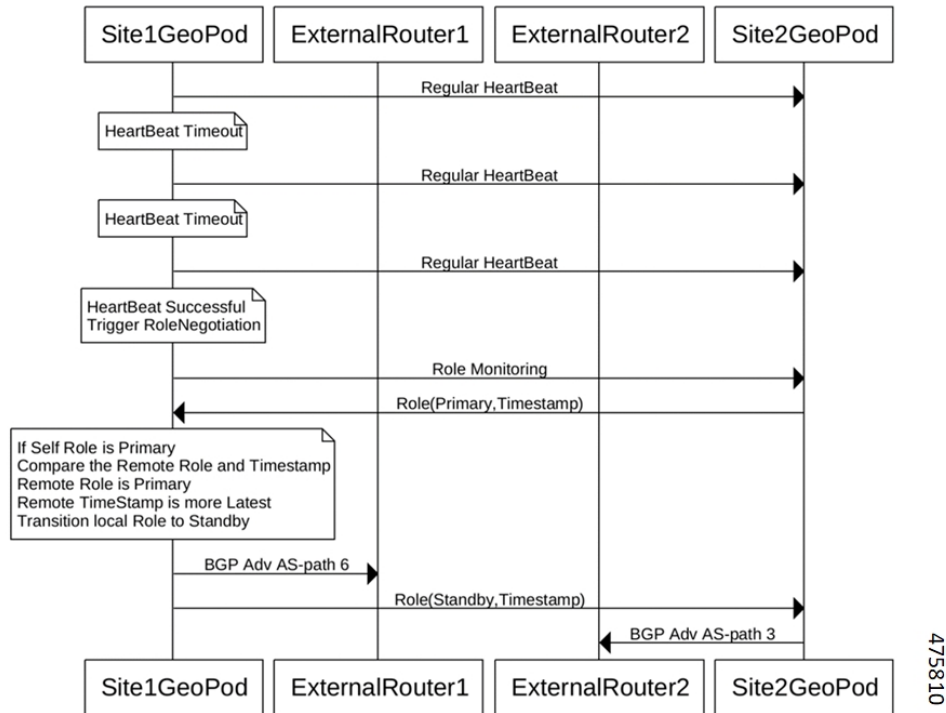 Site1GeoPod
ExternalRouter1
ExternalRouter2
Site2GeoPod
Regular HeartBeat
HeartBeat Timeout
Regular HeartBeat
HeartBeat Timeout
Regular HeartBeat
HeartBeat Successful
Trigger RoleNegotiation
Role Monitoring
Role(Primary,Timestamp)
If Self Role is Primary
Compare the Remote Role and Timestamp
Remote Role is Primary
Remote TimeStamp is more Latest
Transition local Role to Standby
BGP Adv AS-path 6
Role(Standby,Timestamp)
BGP Adv AS-path 3
Site1GeoPod
ExternalRouter1
ExternalRouter2
Site2GeoPod
475810